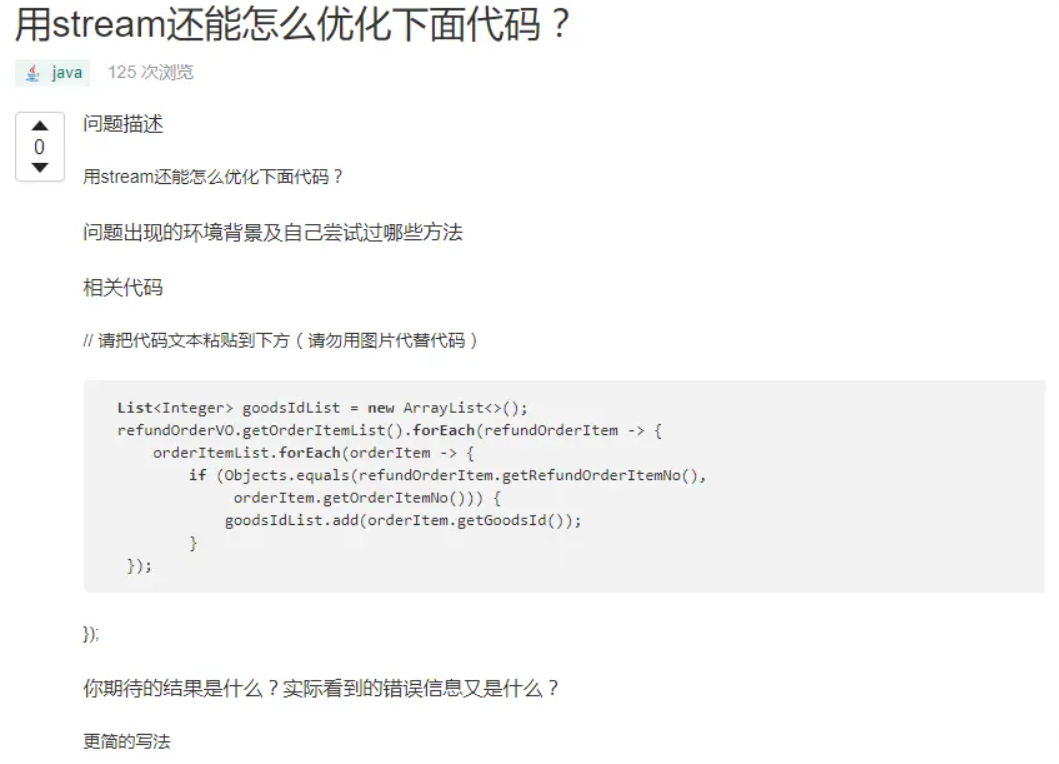 用stream还能怎么优化下面代码？
java 125 次浏览
0
问题描述
用stream还能怎么优化下面代码？
问题出现的环境背景及自己尝试过哪些方法
相关代码
// 请把代码文本粘贴到下方（请勿用图片代替代码）
List<Integer> goodsIdList = new ArrayList<>();
refundOrderVO.getOrderItemList().forEach(refundOrderItem -> {
orderItemList.forEach(orderItem -> {
if (Objects.equals(refundOrderItem.getRefundOrderItemNo(),
orderItem.getOrderItemNo())) {
goodsIdList.add(orderItem.getGoodsId());
}
});
});
你期待的结果是什么？实际看到的错误信息又是什么？
更简的写法